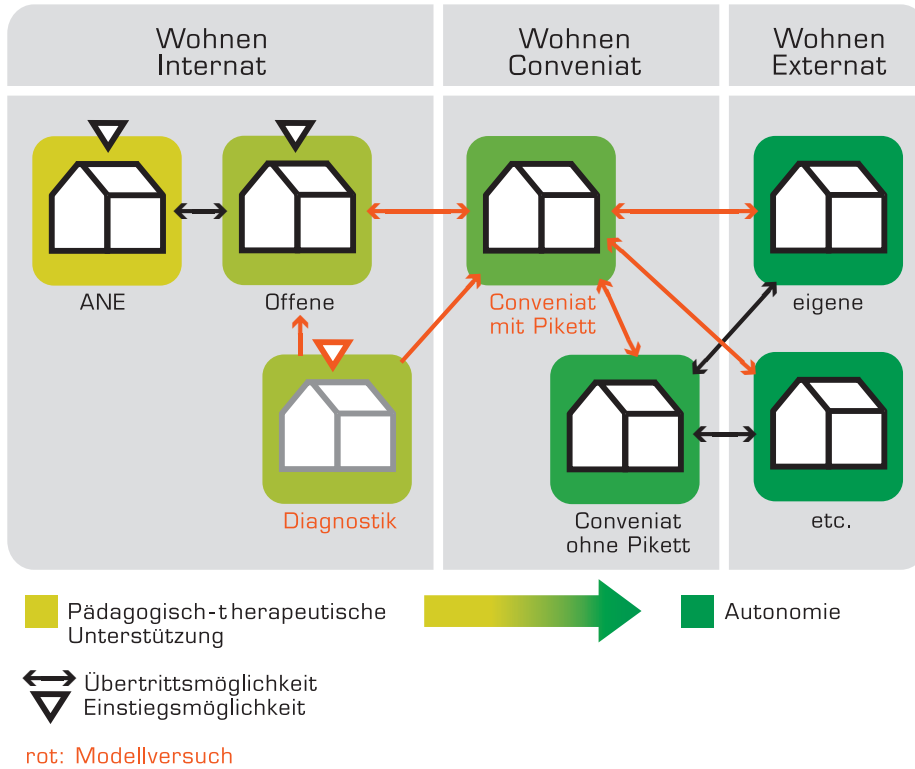 Wohnen
Internat
Wohnen
Conveniat
Wohnen
Externat
ANE
Offene
Conveniat
mit Pikett
eigene
Diagnostik
Conveniat
ohne Pikett
etc.
Pädagogisch-therapeutische
Unterstützung
Autonomie
Übertrittsmöglichkeit
Einstiegsmöglichkeit
rot: Modellversuch